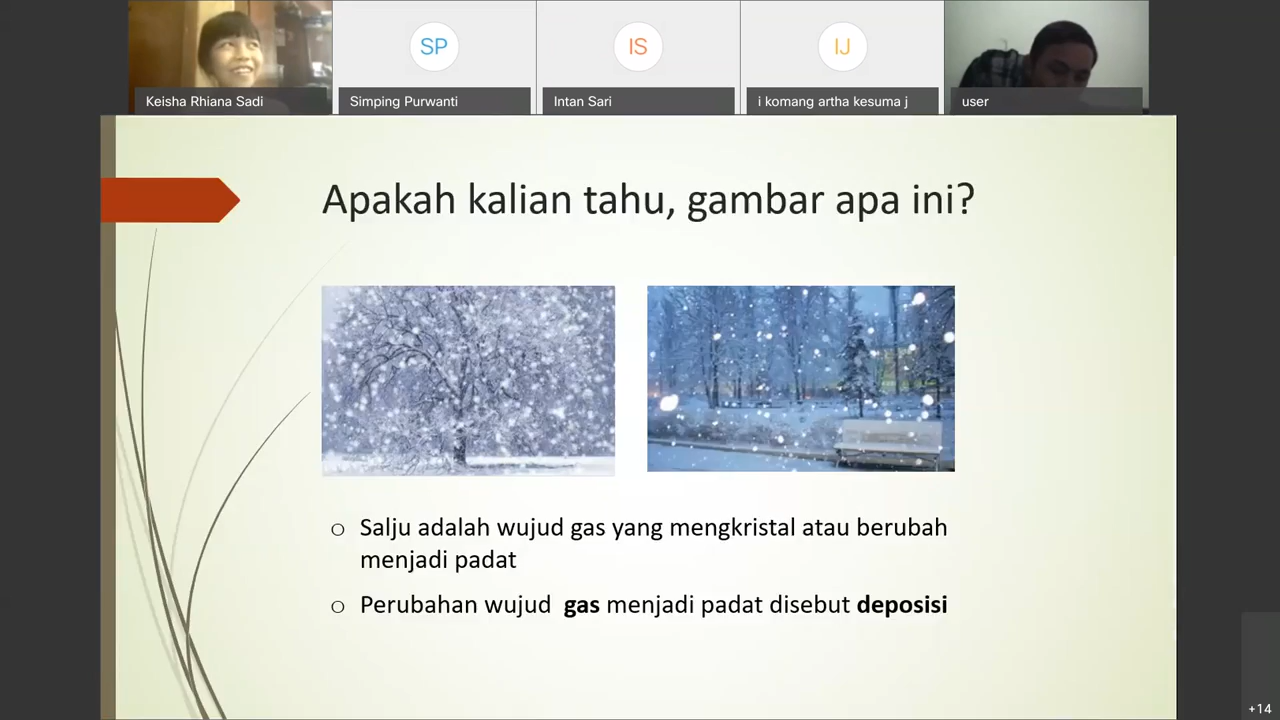 SP
IS
IJ
Keisha Rhiana Sadi
Simping Purwanti
Intan Sari
i komang artha kesuma j
user
Apakah kalian tahu, gambar apa ini?
o Salju adalah wujud gas yang mengkristal atau berubah
menjadi padat
o Perubahan wujud gas menjadi padat disebut deposisi
+14